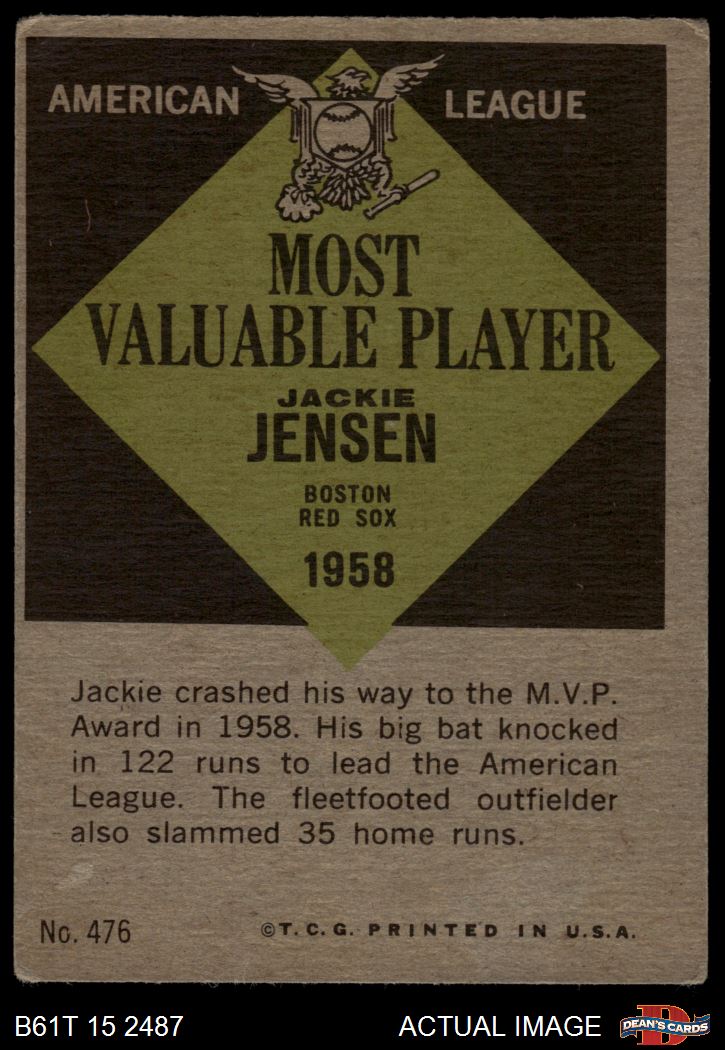 AMERICAN LEAGUE
MOST
VALUABLE PLAYER
JACKIE
JENSEN
BOSTON
RED SOX
1958
Jackie crashed his way to the M.V.P.
Award in 1958. His big bat knocked
in 122 runs to lead the American
League. The fleetfooted outfielder
also slammed 35 home runs.
No. 476 ©T.C.G. PRINTED IN U.S.A.
B61T 15 2487 ACTUAL IMAGE D DEAN'S CARDS